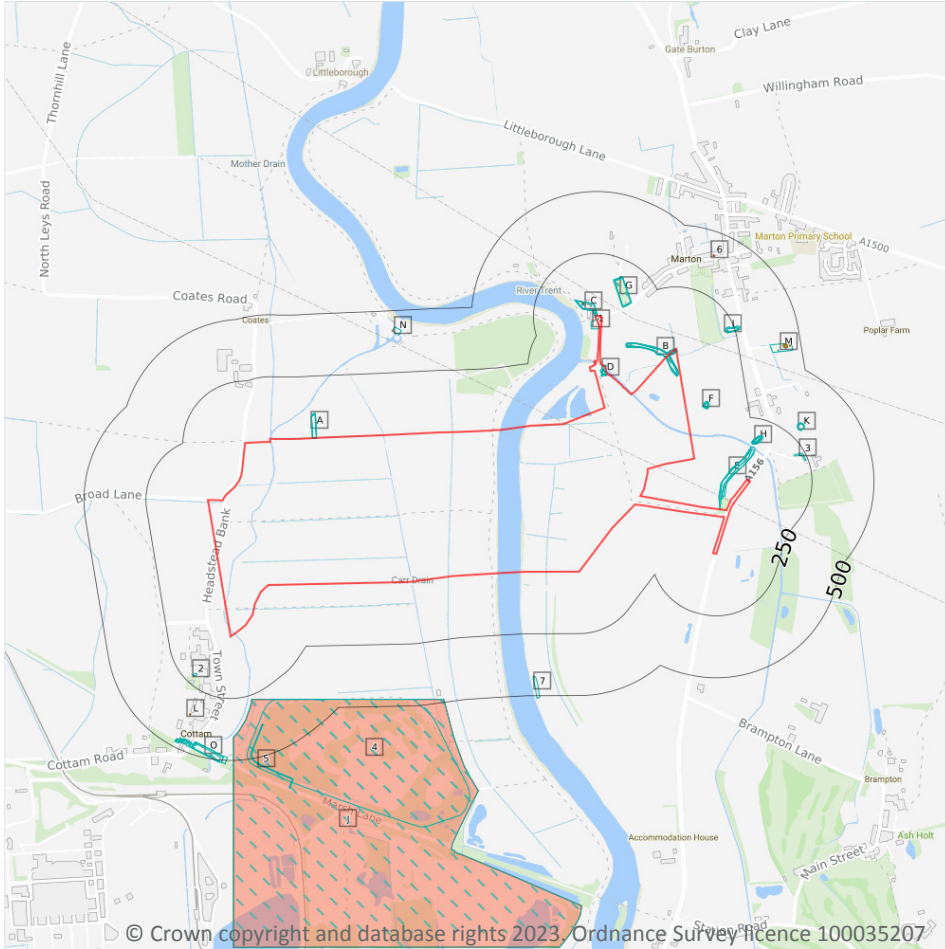 Clay Lane
Gate Burton
Thornhill Lane
Littleborough
Willingham Road
Littleborough Lane
Mother Drain
North Leys Road
Marton Primary School
A1500
6
Marton
Coates Road
River Trent
G
C
Coates
N
I
Poplar Farm
B
M
D
F
A
K
H
3
E
A156
Broad Lane
Headstead Bank
250
500
Carr Drain
Town Street
2
7
L
Cottam
O
4
5
Cottam Road
Brampton Lane
Brampton
Marsh Lane
J
Accommodation House
Ash Holt
Main Street
Station Road
© Crown copyright and database rights 2023. Ordnance Survey licence 100035207